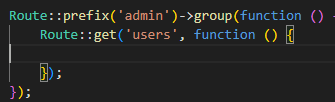 Route::prefix('admin')->group(function () 
    Route::get('users', function () {
    });
});